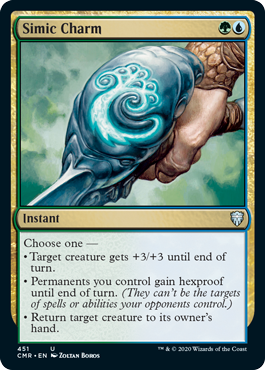 Simic Charm
Instant
Choose one —
• Target creature gets +3/+3 until end of
turn.
• Permanents you control gain hexproof
until end of turn. (They can't be the targets
of spells or abilities your opponents control.)
• Return target creature to its owner's
hand.
451 U
CMR • EN Zoltan Boros
™ & © 2020 Wizards of the Coast